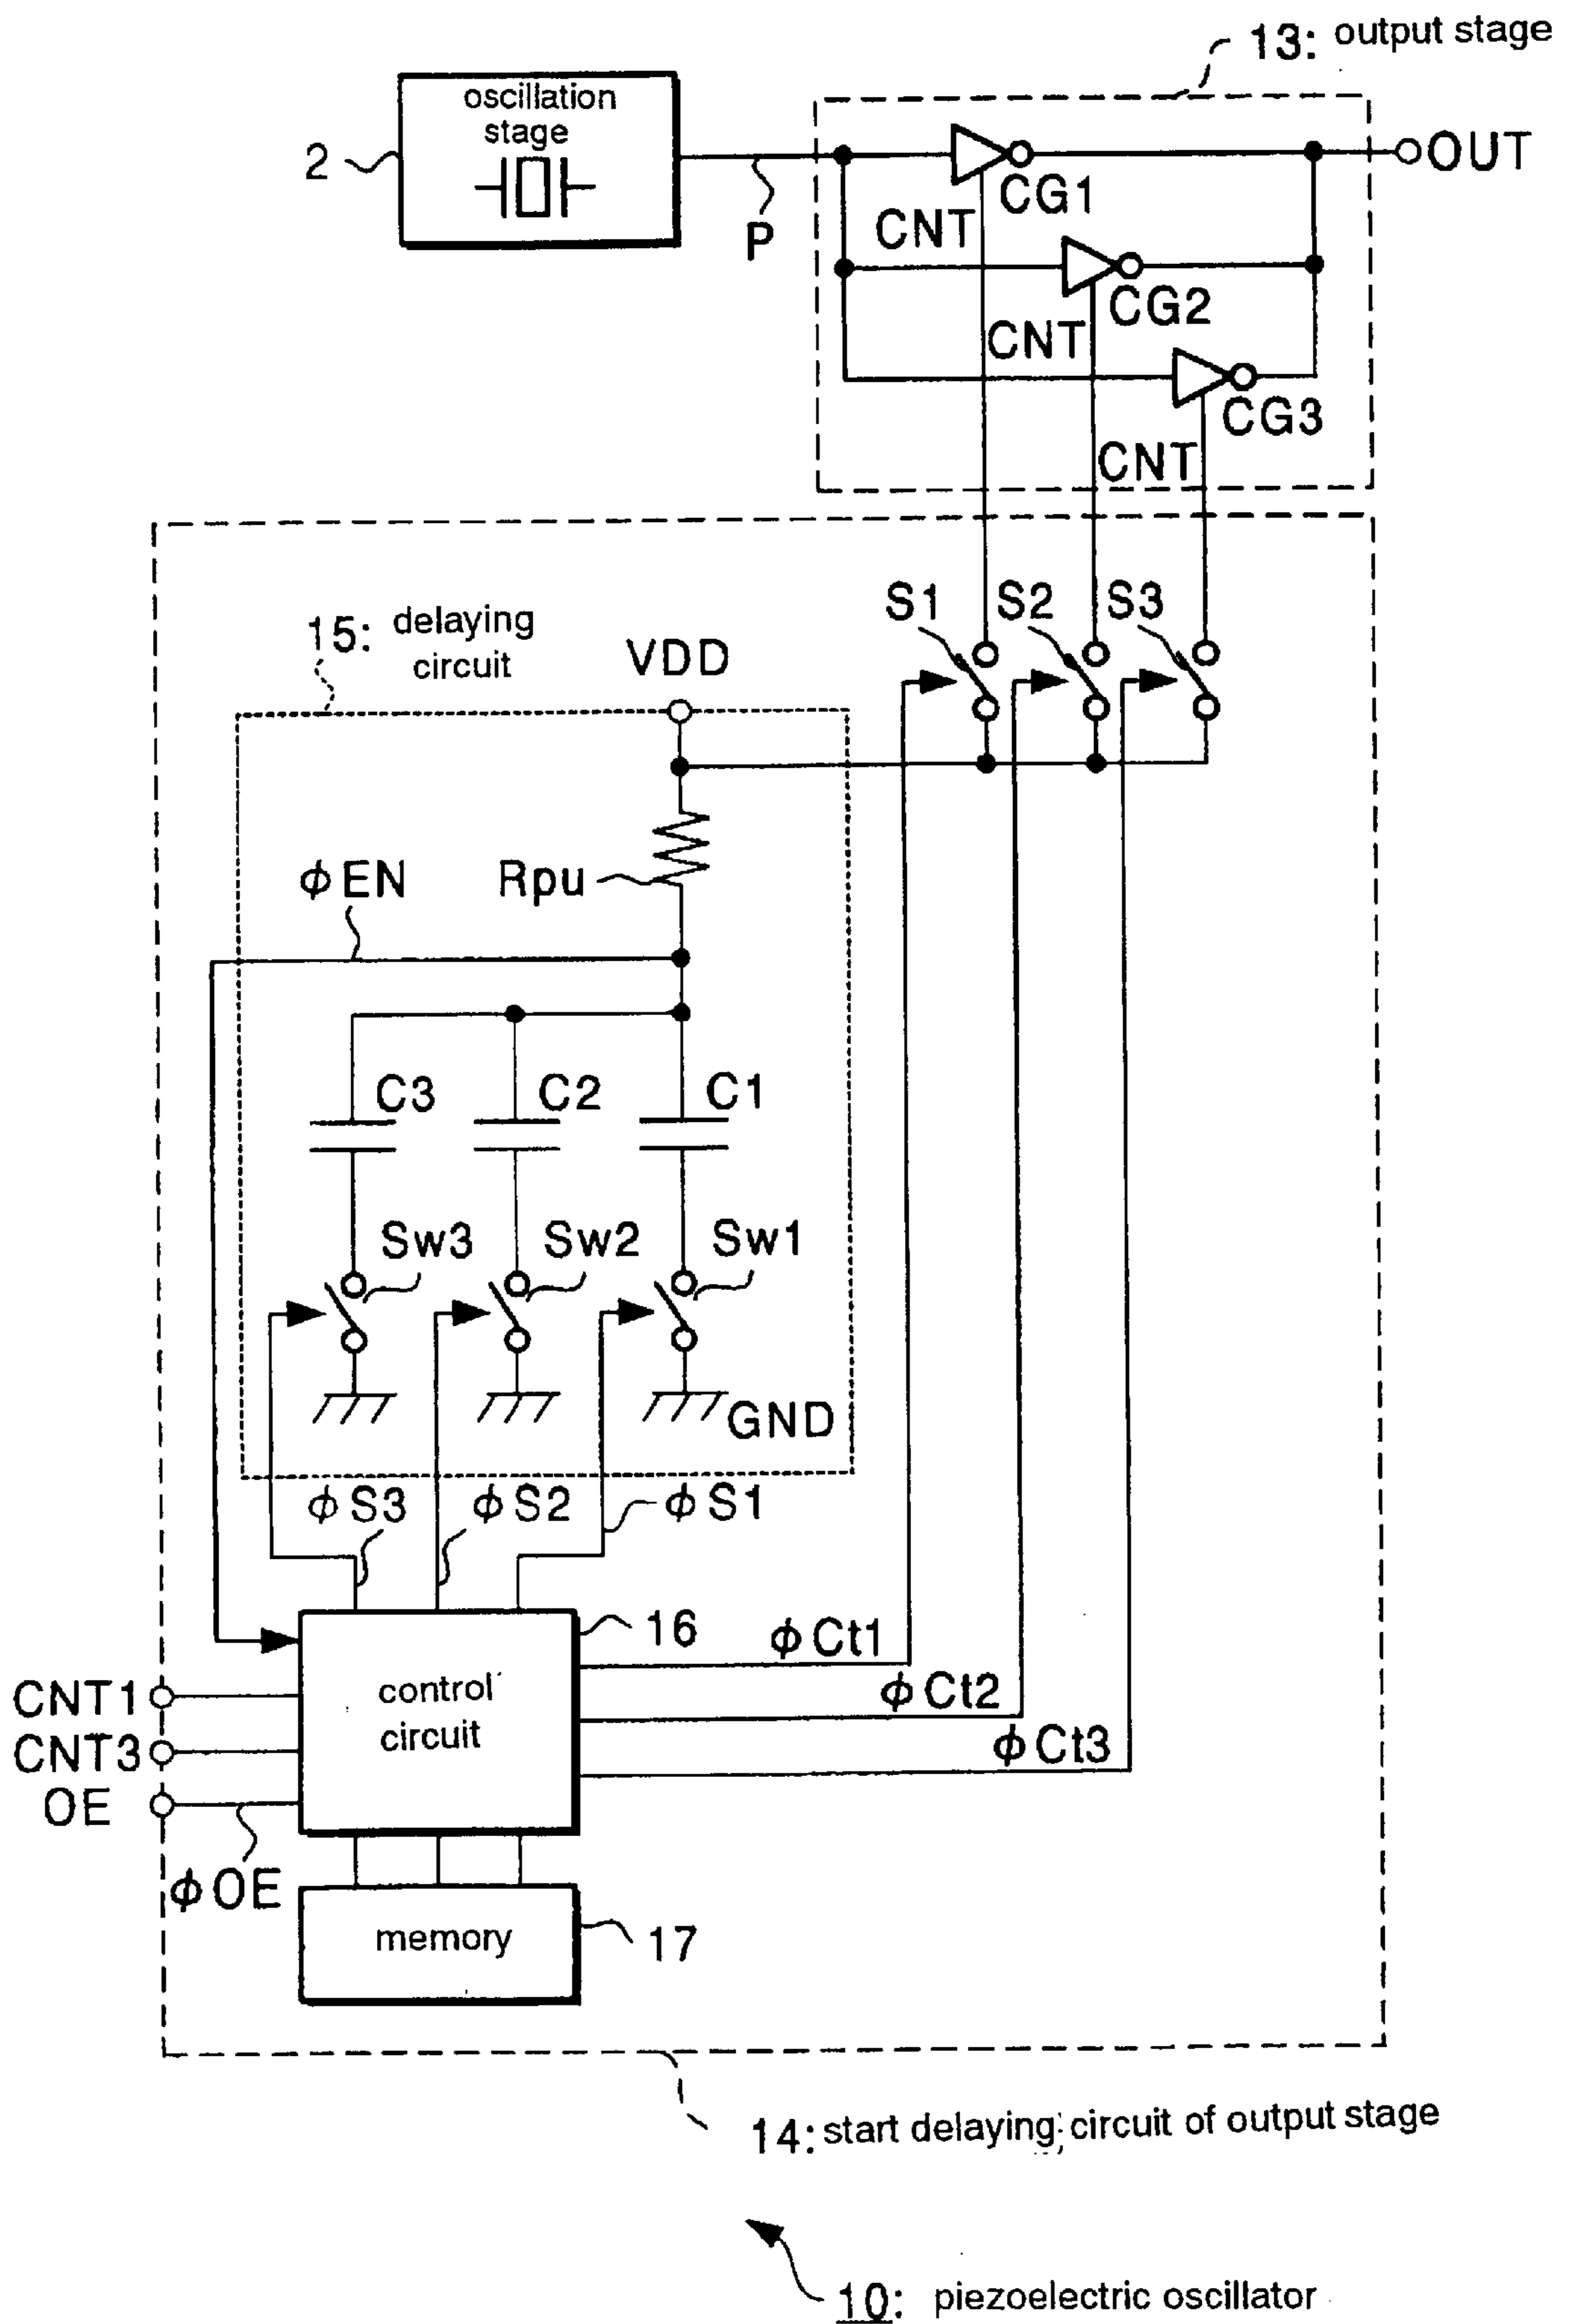 13: output stage
oscillation
stage
2
P
OUT
CG1
CNT
CG2
CNT
CG3
CNT
S1
S2
S3
15: delaying
circuit
VDD
φEN
Rpu
C3
C2
C1
Sw3
Sw2
Sw1
GND
φS3
φS2
φS1
16
φCt1
φCt2
φCt3
CNT1
CNT3
OE
control
circuit
φOE
memory
17
14: start delaying circuit of output stage
10: piezoelectric oscillator